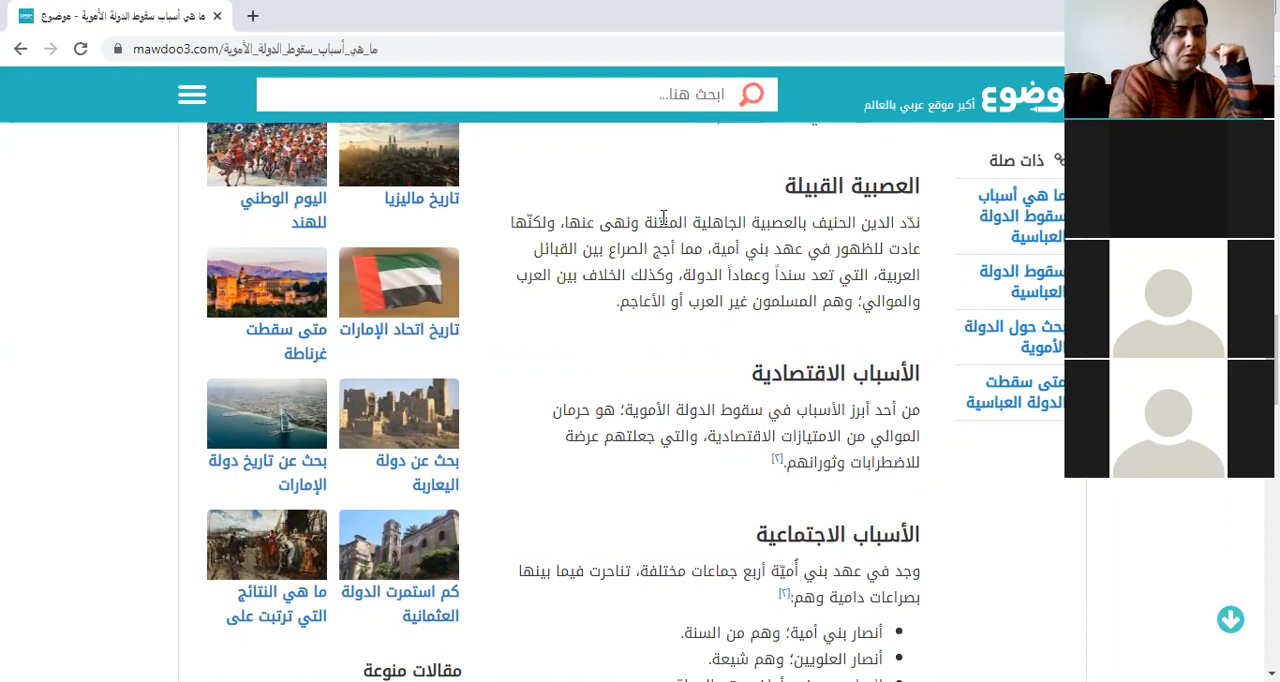 ما هي أسباب سقوط الدولة الأموية - موضوع
mawdoo3.com/ما_هي_أسباب_سقوط_الدولة_الأموية
ابحث هنا...
موضوع
أكبر موقع عربي بالعالم
ذات صلة
ما هي أسباب
سقوط الدولة
العباسية
سقوط الدولة
العباسية
بحث حول الدولة
الأموية
متى سقطت
الدولة العباسية
العصبية القبيلة
ندّد الدين الحنيف بالعصبية الجاهلية المنتنة ونهى عنها، ولكنّها
عادت للظهور في عهد بني أمية، مما أجج الصراع بين القبائل
العربية، التي تعد سنداً وعماداً الدولة، وكذلك الخلاف بين العرب
والموالي؛ وهم المسلمون غير العرب أو الأعاجم.
الأسباب الاقتصادية
من أحد أبرز الأسباب في سقوط الدولة الأموية؛ هو حرمان
الموالي من الامتيازات الاقتصادية، والتي جعلتهم عرضة
للاضطرابات وثورانهم.[٢]
الأسباب الاجتماعية
وجد في عهد بني أُميّة أربع جماعات مختلفة، تناحرت فيما بينها
بصراعات دامية وهم:[٢]
أنصار بني أمية؛ وهم من السنة.
أنصار العلويين؛ وهم شيعة.
تاريخ ماليزيا
اليوم الوطني
للهند
تاريخ اتحاد الإمارات
متى سقطت
غرناطة
بحث عن دولة
اليعاربة
بحث عن تاريخ دولة
الإمارات
كم استمرت الدولة
العثمانية
ما هي النتائج
التي ترتبت على
مقالات منوعة